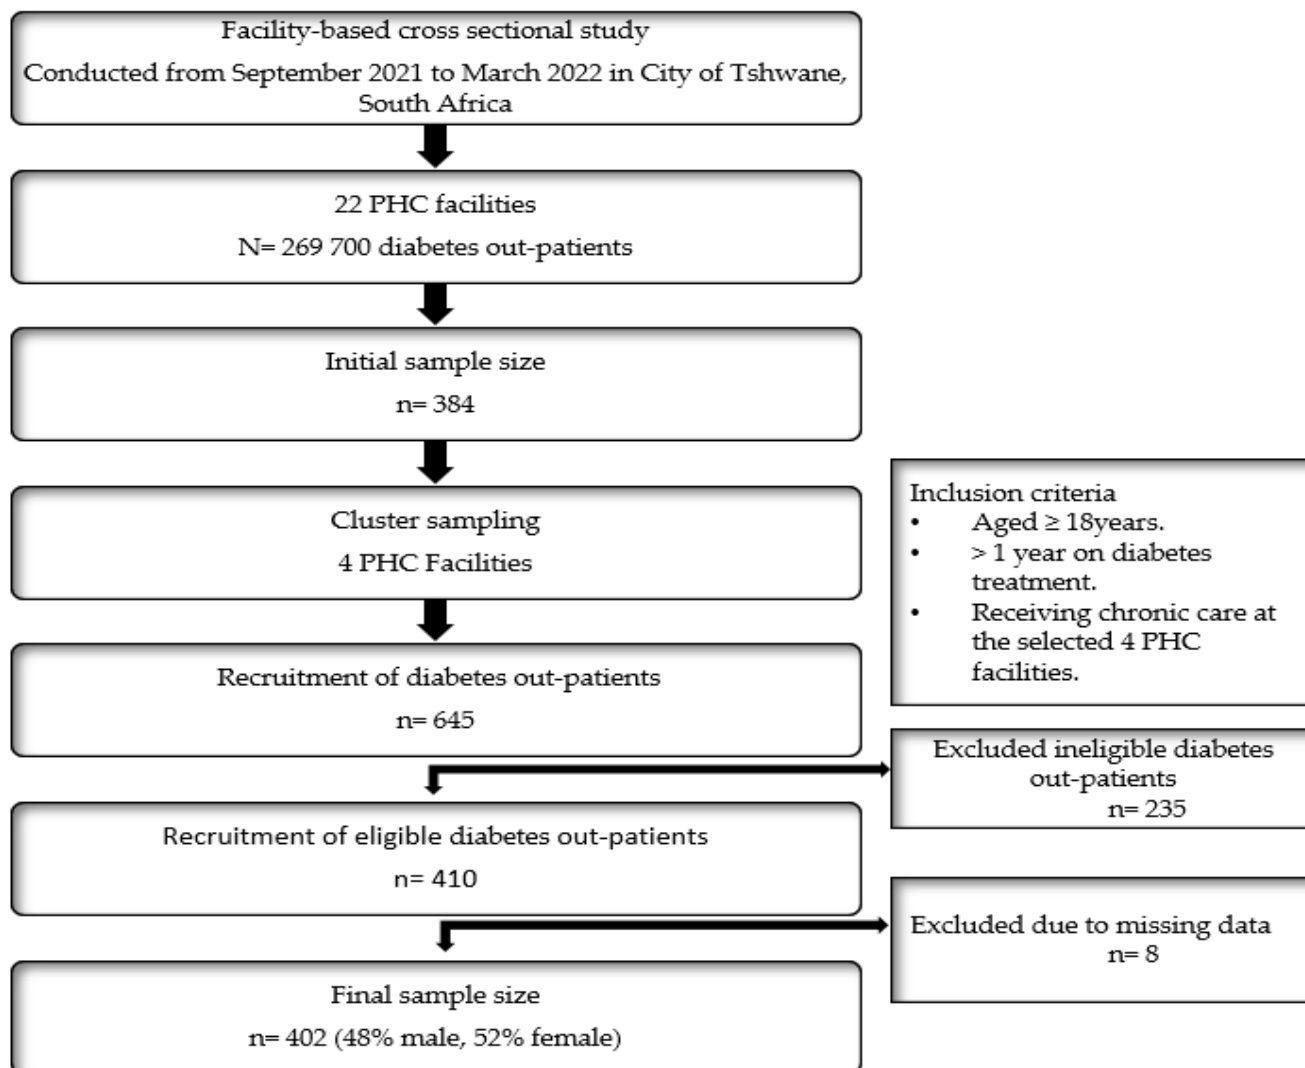 Facility-based cross sectional study
Conducted from September 2021 to March 2022 in City of Tshwane,
South Africa
22 PHC facilities
N= 269 700 diabetes out-patients
Initial sample size
n= 384
Cluster sampling
4 PHC Facilities
Inclusion criteria
• Aged ≥ 18years.
• > 1 year on diabetes
treatment.
• Receiving chronic care at
the selected 4 PHC
facilities.
Recruitment of diabetes out-patients
n= 645
Excluded ineligible diabetes
out-patients
n= 235
Recruitment of eligible diabetes out-patients
n= 410
Excluded due to missing data
n= 8
Final sample size
n= 402 (48% male, 52% female)